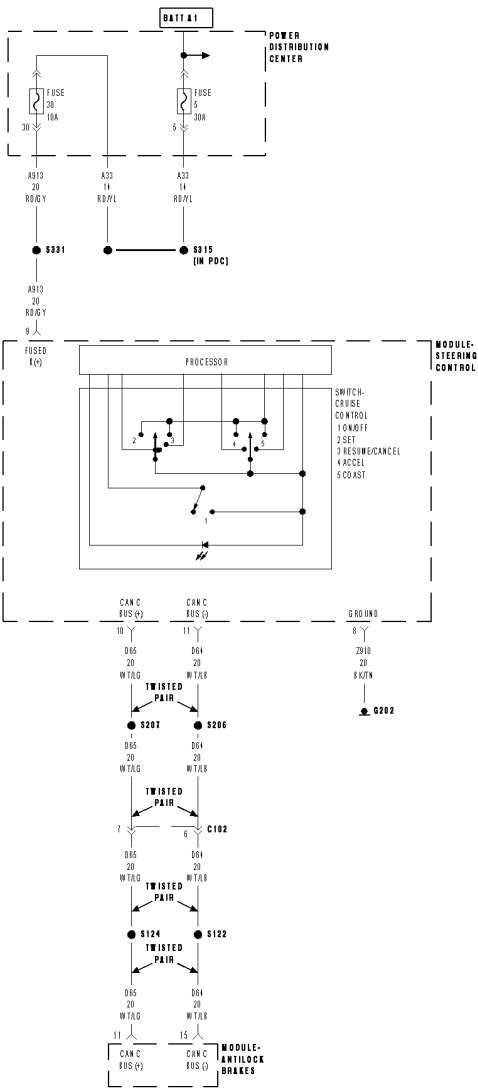 BATT A1
POWER
DISTRIBUTION
CENTER
FUSE
30
10A
30
FUSE
5
30A
5
A913
20
RD/GY
A33
14
RD/YL
A33
14
RD/YL
S331
S315
[IN PDC]
A913
20
RD/GY
9
FUSED
B(+)
MODULE-
STEERING
CONTROL
PROCESSOR
SWITCH-
CRUISE
CONTROL
1 ON/OFF
2 SET
3 RESUME/CANCEL
4 ACCEL
5 COAST
2
3
4
5
1
CAN C
BUS (+)
CAN C
BUS (-)
GROUND
10
11
8
D65
20
WT/LG
D64
20
WT/LB
Z910
20
BK/TN
TWISTED
PAIR
S207
S206
G202
D65
20
WT/LG
D64
20
WT/LB
TWISTED
PAIR
7
6
C102
D65
20
WT/LG
D64
20
WT/LB
TWISTED
PAIR
S124
S122
TWISTED
PAIR
D65
20
WT/LG
D64
20
WT/LB
11
15
CAN C
BUS (+)
CAN C
BUS (-)
MODULE-
ANTILOCK
BRAKES